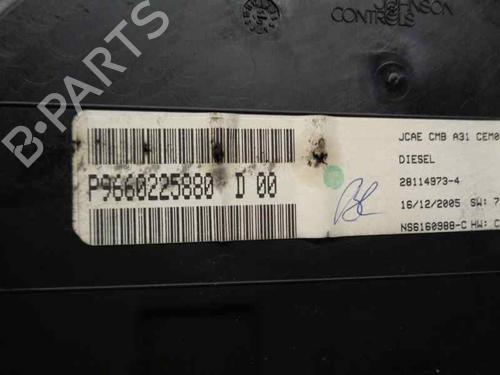 JOHNSON
CONTROLS
P9660225880 D 00
JCAE CMB A31 CEM0
DIESEL
28114973-4
16/12/2005 SW: 7
NS6160988-C HW: C
B-PARTS